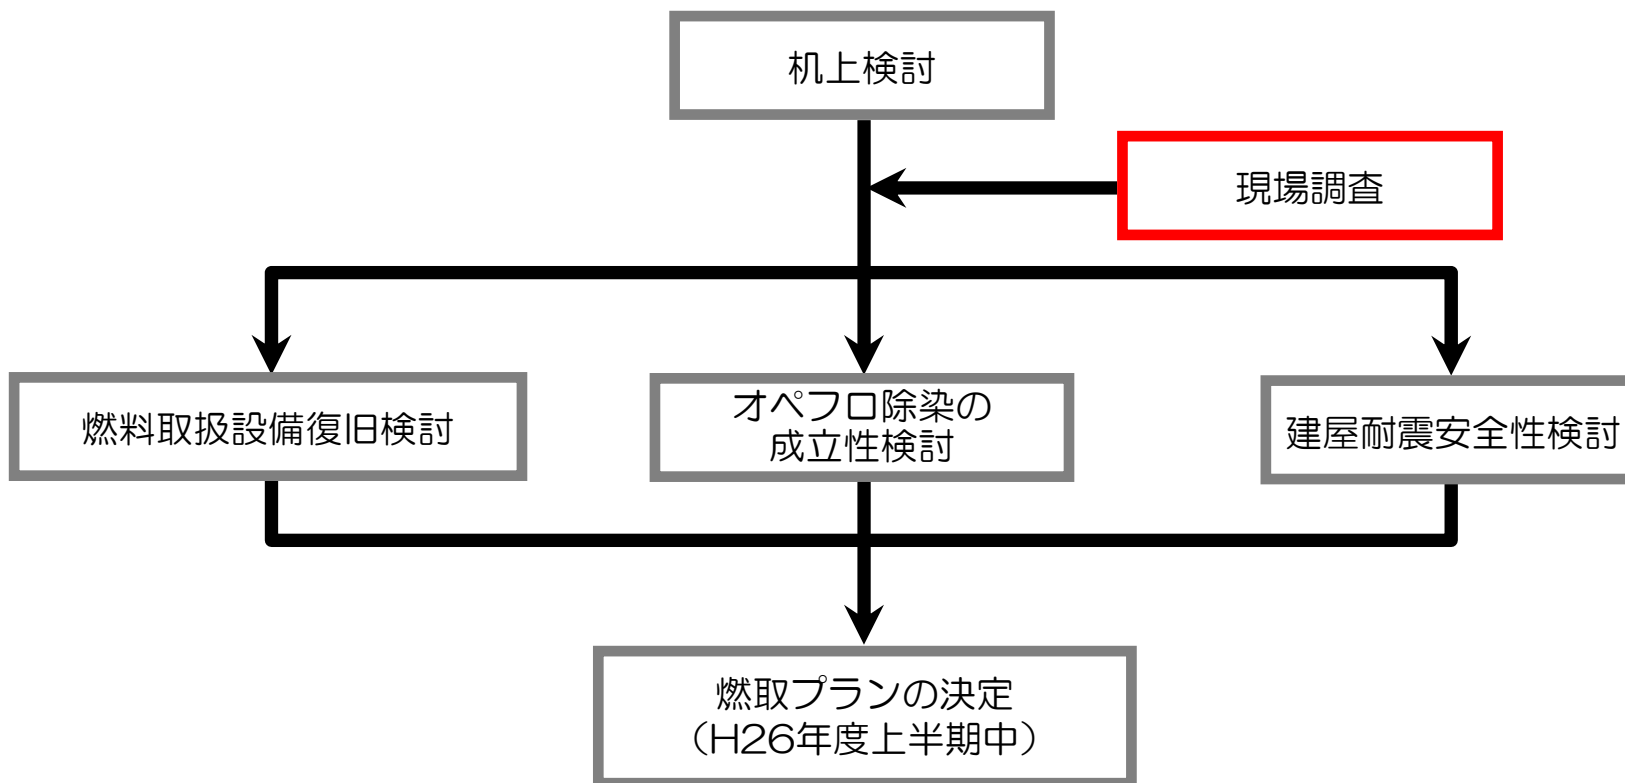 机上検討
現場調査
燃料取扱設備復旧検討
オペフロ除染の
成立性検討
建屋耐震安全性検討
燃取プランの決定
（H26年度上半期中）